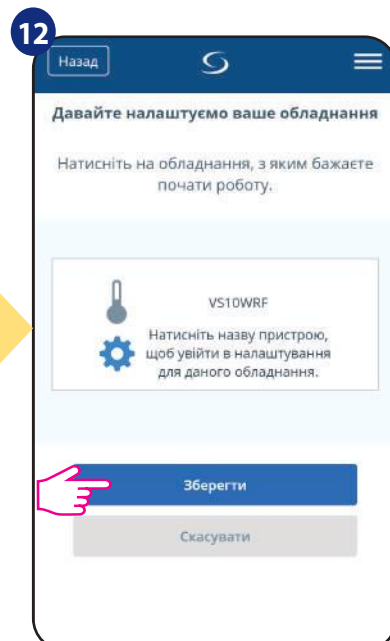 12
Назад
Давайте налаштуємо ваше обладнання
Натисніть на обладнання, з яким бажаєте
почати роботу.
VS10WRF
Натисніть назву пристрою,
щоб увійти в налаштування
для даного обладнання.
Зберегти
Скасувати